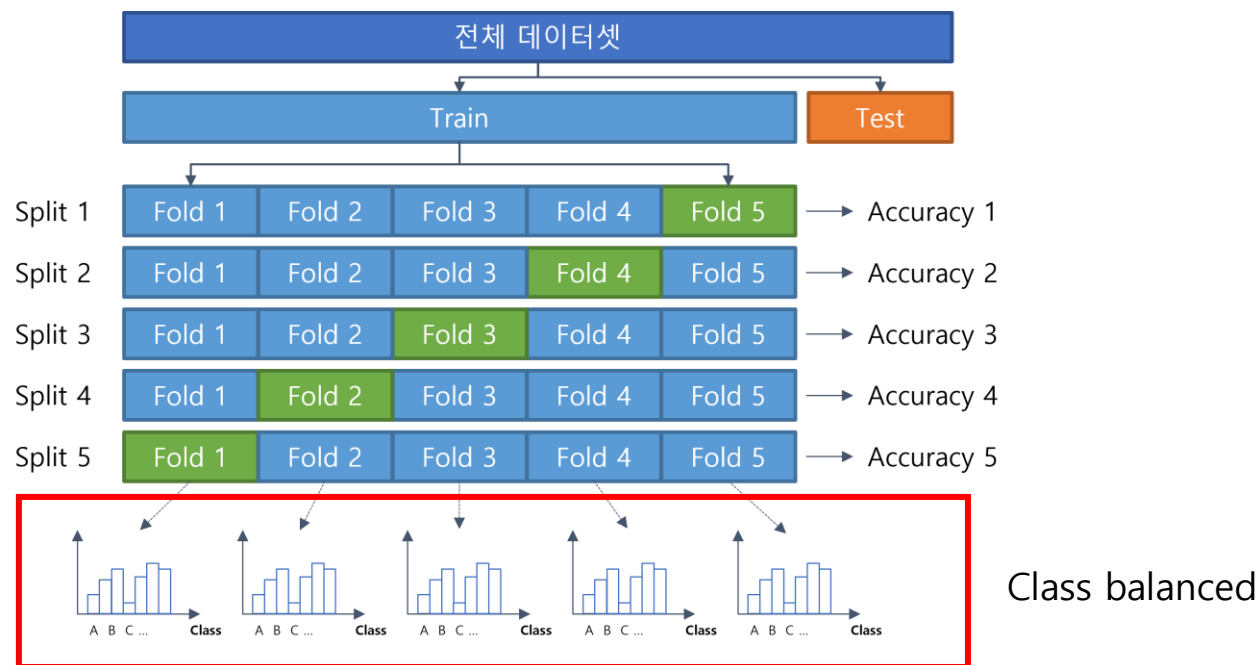 전체 데이터셋
Train
Test
Split 1
Fold 1
Fold 2
Fold 3
Fold 4
Fold 5
Accuracy 1
Split 2
Fold 1
Fold 2
Fold 3
Fold 4
Fold 5
Accuracy 2
Split 3
Fold 1
Fold 2
Fold 3
Fold 4
Fold 5
Accuracy 3
Split 4
Fold 1
Fold 2
Fold 3
Fold 4
Fold 5
Accuracy 4
Split 5
Fold 1
Fold 2
Fold 3
Fold 4
Fold 5
Accuracy 5
A B C ... Class
A B C ... Class
A B C ... Class
A B C ... Class
A B C ... Class
Class balanced